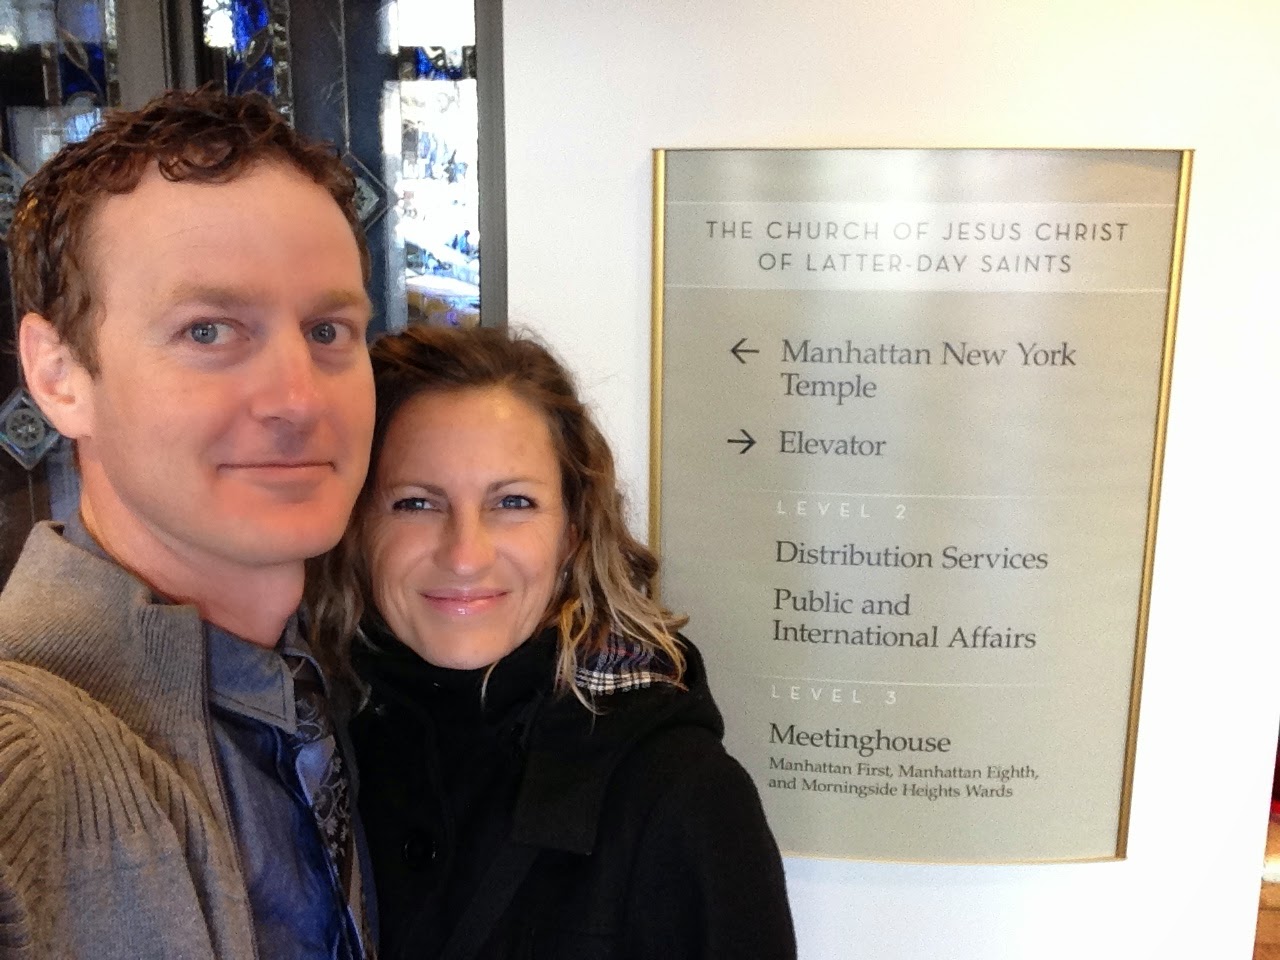 THE CHURCH OF JESUS CHRIST
OF LATTER-DAY SAINTS
← Manhattan New York
Temple
→ Elevator
LEVEL 2
Distribution Services
Public and
International Affairs
LEVEL 3
Meetinghouse
Manhattan First, Manhattan Eighth,
and Morningside Heights Wards